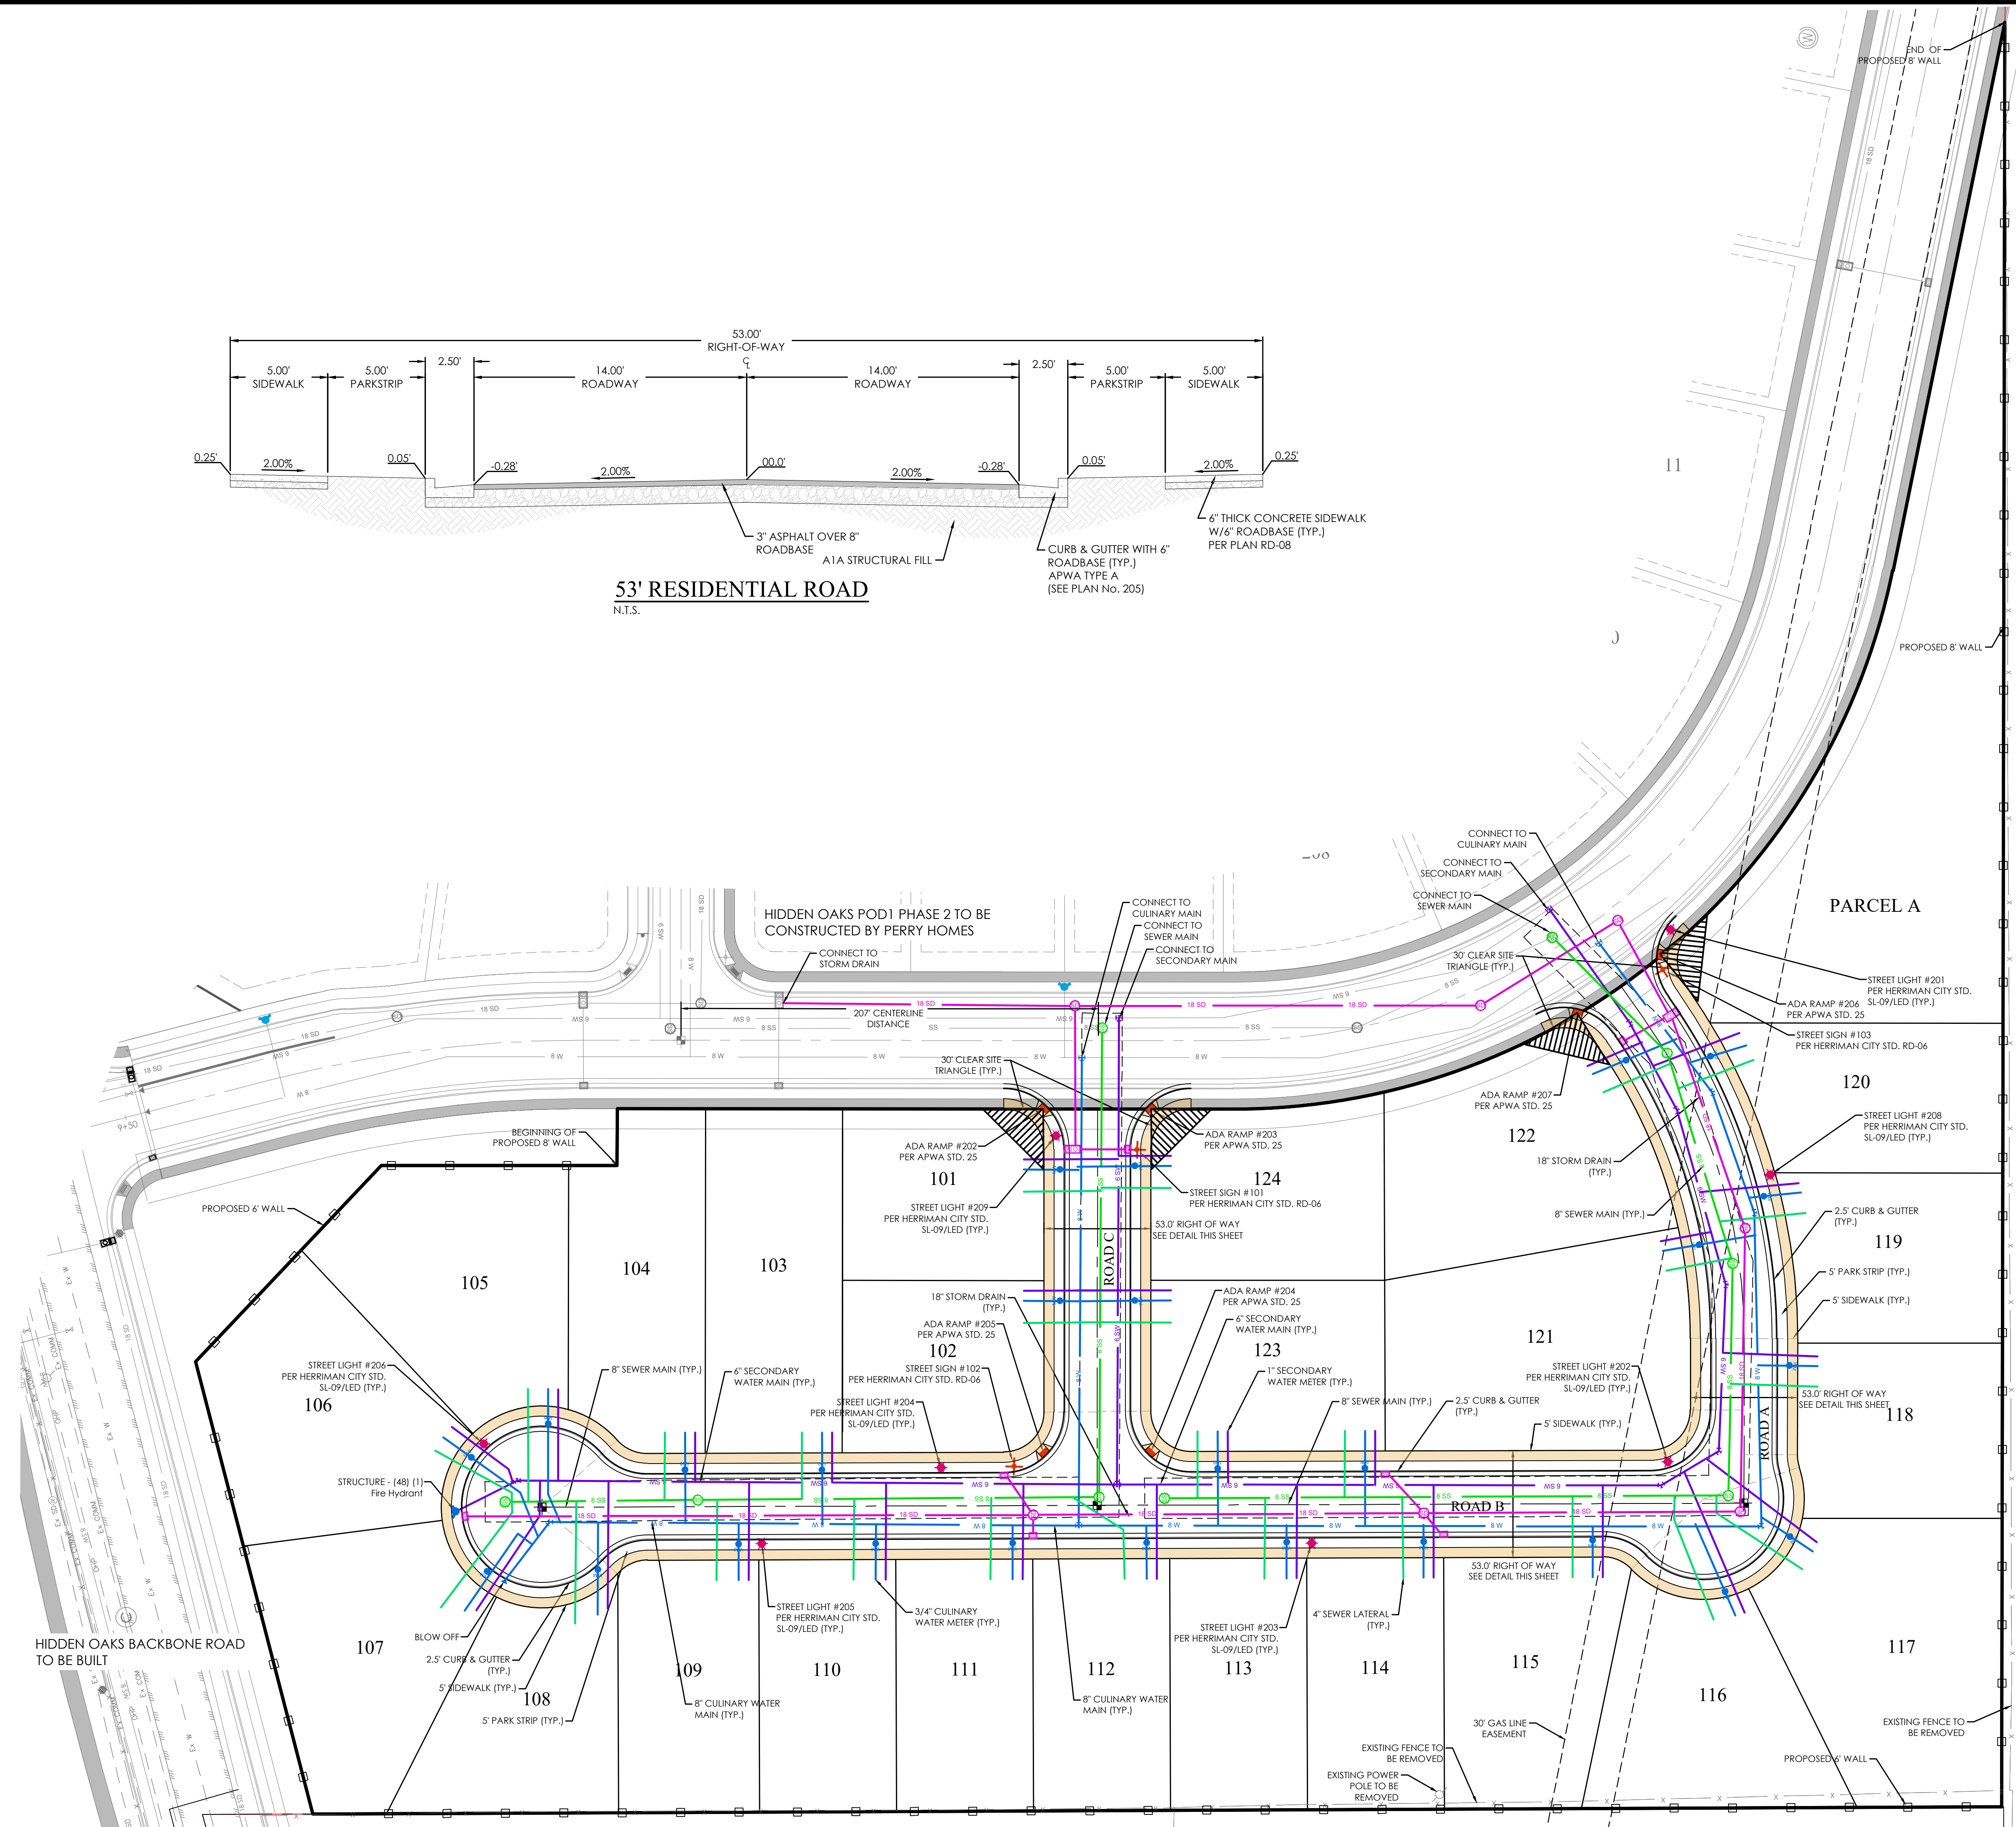 END OF
PROPOSED 8' WALL
18 SD
53.00'
RIGHT-OF-WAY
5.00'
SIDEWALK
5.00'
PARKSTRIP
2.50'
14.00'
ROADWAY
14.00'
ROADWAY
2.50'
5.00'
PARKSTRIP
5.00'
SIDEWALK
0.25'
2.00%
0.05'
-0.28'
2.00%
00.0'
2.00%
-0.28'
0.05'
2.00%
0.25'
3" ASPHALT OVER 8"
ROADBASE
A1A STRUCTURAL FILL
CURB & GUTTER WITH 6"
ROADBASE (TYP.)
APWA TYPE A
(SEE PLAN No. 205)
6" THICK CONCRETE SIDEWALK
W/6" ROADBASE (TYP.)
PER PLAN RD-08
53' RESIDENTIAL ROAD
N.T.S.
11
PROPOSED 8' WALL
CONNECT TO
CULINARY MAIN
CONNECT TO
SECONDARY MAIN
CONNECT TO
SEWER MAIN
PARCEL A
HIDDEN OAKS POD1 PHASE 2 TO BE
CONSTRUCTED BY PERRY HOMES
CONNECT TO
STORM DRAIN
CONNECT TO
CULINARY MAIN
CONNECT TO
SEWER MAIN
CONNECT TO
SECONDARY MAIN
30' CLEAR SITE
TRIANGLE (TYP.)
STREET LIGHT #201
PER HERRIMAN CITY STD.
SL-09/LED (TYP.)
ADA RAMP #206
PER APWA STD. 25
STREET SIGN #103
PER HERRIMAN CITY STD. RD-06
207' CENTERLINE
DISTANCE
18 SD
18 SD
18 SD
18 SD
18 SD
6 SW
8 SS
8 W
30' CLEAR SITE
TRIANGLE (TYP.)
9+50
BEGINNING OF
PROPOSED 8' WALL
ADA RAMP #202
PER APWA STD. 25
ADA RAMP #203
PER APWA STD. 25
ADA RAMP #207
PER APWA STD. 25
120
122
101
124
STREET LIGHT #208
PER HERRIMAN CITY STD.
SL-09/LED (TYP.)
18" STORM DRAIN
(TYP.)
STREET SIGN #101
PER HERRIMAN CITY STD. RD-06
PROPOSED 6' WALL
STREET LIGHT #209
PER HERRIMAN CITY STD.
SL-09/LED (TYP.)
53.0' RIGHT OF WAY
SEE DETAIL THIS SHEET
8" SEWER MAIN (TYP.)
2.5' CURB & GUTTER
(TYP.)
119
105
104
103
ROAD C
5' PARK STRIP (TYP.)
18" STORM DRAIN
(TYP.)
ADA RAMP #204
PER APWA STD. 25
5' SIDEWALK (TYP.)
ADA RAMP #205
PER APWA STD. 25
6" SECONDARY
WATER MAIN (TYP.)
121
102
123
STREET LIGHT #206
PER HERRIMAN CITY STD.
SL-09/LED (TYP.)
106
8" SEWER MAIN (TYP.)
6" SECONDARY
WATER MAIN (TYP.)
STREET SIGN #102
PER HERRIMAN CITY STD.
RD-06
1" SECONDARY
WATER METER (TYP.)
STREET LIGHT #202
PER HERRIMAN CITY STD.
SL-09/LED (TYP.)
STREET LIGHT #204
PER HERRIMAN CITY STD.
SL-09/LED (TYP.)
8" SEWER MAIN (TYP.)
2.5' CURB & GUTTER
(TYP.)
53.0' RIGHT OF WAY
SEE DETAIL THIS SHEET
118
5' SIDEWALK (TYP.)
ROAD A
STRUCTURE - (48) (1)
Fire Hydrant
ROAD B
53.0' RIGHT OF WAY
SEE DETAIL THIS SHEET
HIDDEN OAKS BACKBONE ROAD
TO BE BUILT
107
BLOW OFF
2.5' CURB & GUTTER
(TYP.)
5' SIDEWALK (TYP.)
108
5' PARK STRIP (TYP.)
STREET LIGHT #205
PER HERRIMAN CITY STD.
SL-09/LED (TYP.)
3/4" CULINARY
WATER METER (TYP.)
STREET LIGHT #203
PER HERRIMAN CITY STD.
SL-09/LED (TYP.)
4" SEWER LATERAL
(TYP.)
109
110
111
112
113
114
115
116
117
8" CULINARY WATER
MAIN (TYP.)
8" CULINARY WATER
MAIN (TYP.)
30' GAS LINE
EASEMENT
EXISTING FENCE TO
BE REMOVED
EXISTING POWER
POLE TO BE
REMOVED
EXISTING FENCE TO
BE REMOVED
PROPOSED 6' WALL